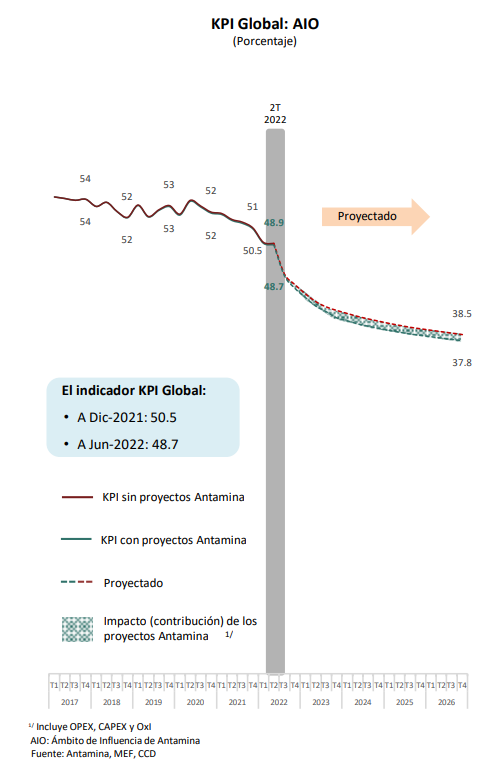 KPI Global: AIO
(Porcentaje)
2T
2022
54
52
53
52
51
48.9
Proyectado
54
52
53
52
50.5
48.7
38.5
37.8
El indicador KPI Global:
• A Dic-2021: 50.5
• A Jun-2022: 48.7
KPI sin proyectos Antamina
KPI con proyectos Antamina
Proyectado
Impacto (contribución) de los
proyectos Antamina 1/
T1 T2 T3 T4 T1 T2 T3 T4 T1 T2 T3 T4 T1 T2 T3 T4 T1 T2 T3 T4 T1 T2 T3 T4 T1 T2 T3 T4 T1 T2 T3 T4 T1 T2 T3 T4 T1 T2 T3 T4
2017 2018 2019 2020 2021 2022 2023 2024 2025 2026
1/ Incluye OPEX, CAPEX y OxI
AIO: Ámbito de Influencia de Antamina
Fuente: Antamina, MEF, CCD